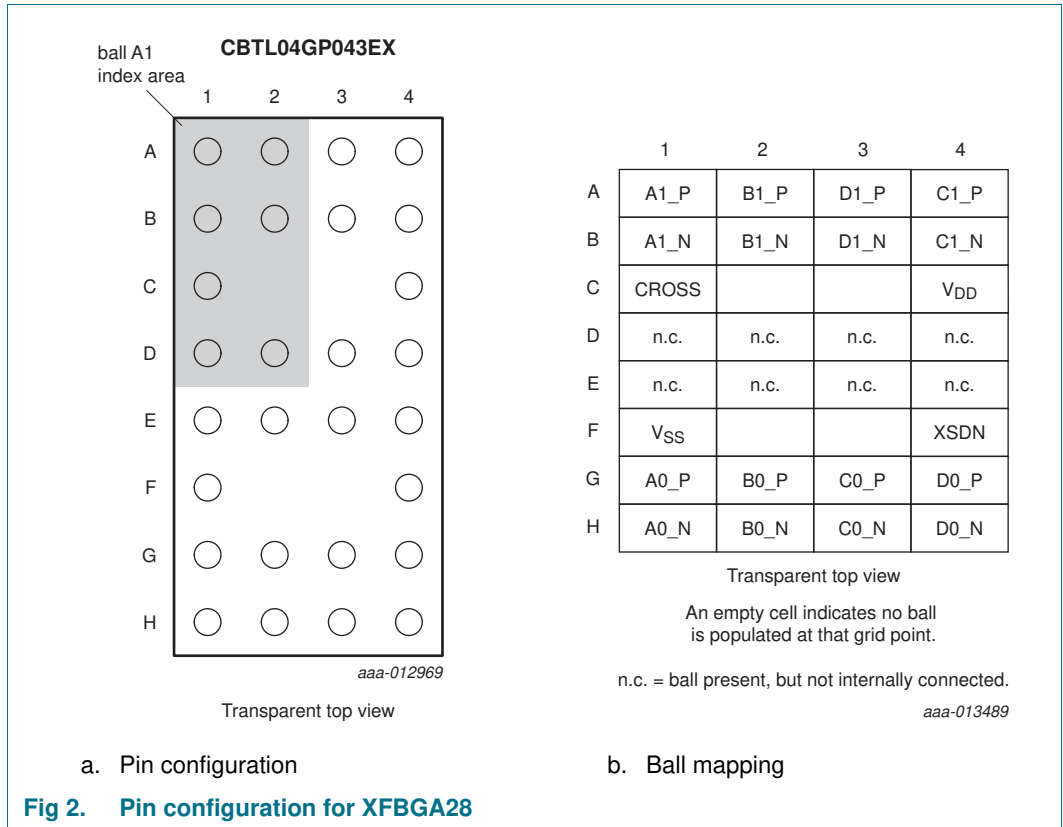 CBTL04GP043EX
ball A1
index area
1 2 3 4
A
B
C
D
E
F
G
H
aaa-012969
Transparent top view
1 2 3 4
A A1_P B1_P D1_P C1_P
B A1_N B1_N D1_N C1_N
C CROSS VDD
D n.c. n.c. n.c. n.c.
E n.c. n.c. n.c. n.c.
F VSS XSDN
G A0_P B0_P C0_P D0_P
H A0_N B0_N C0_N D0_N
Transparent top view
An empty cell indicates no ball
is populated at that grid point.
n.c. = ball present, but not internally connected.
aaa-013489
a. Pin configuration
b. Ball mapping
Fig 2. Pin configuration for XFBGA28